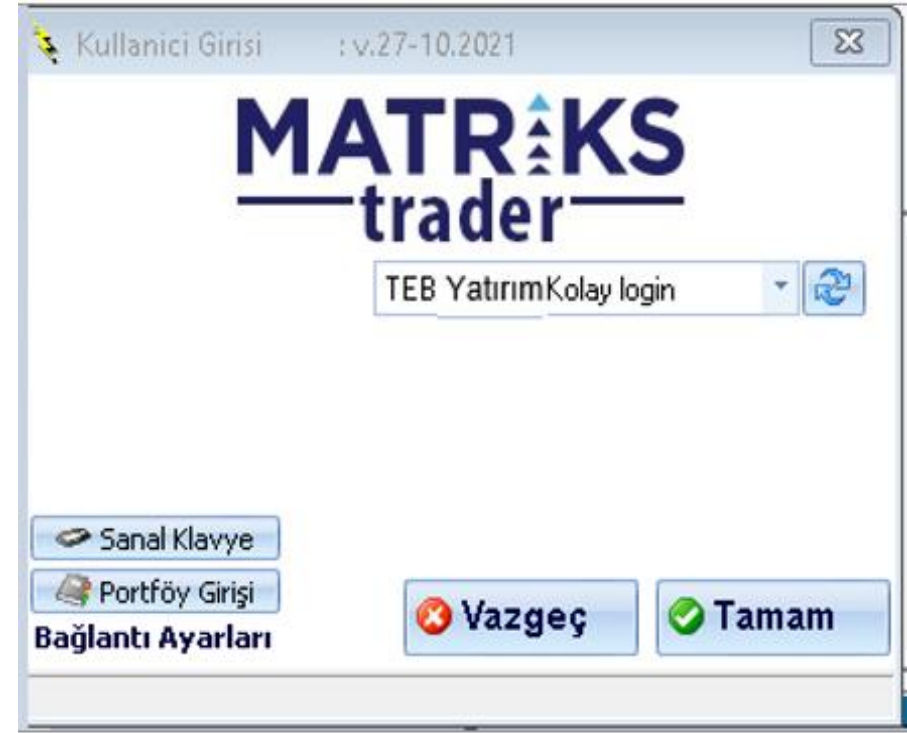 Kullanici Girisi : v.27-10.2021
MATRiKS
trader
TEB YatırımKolay login
Sanal Klavye
Portföy Girişi
Bağlantı Ayarları
Vazgeç
Tamam